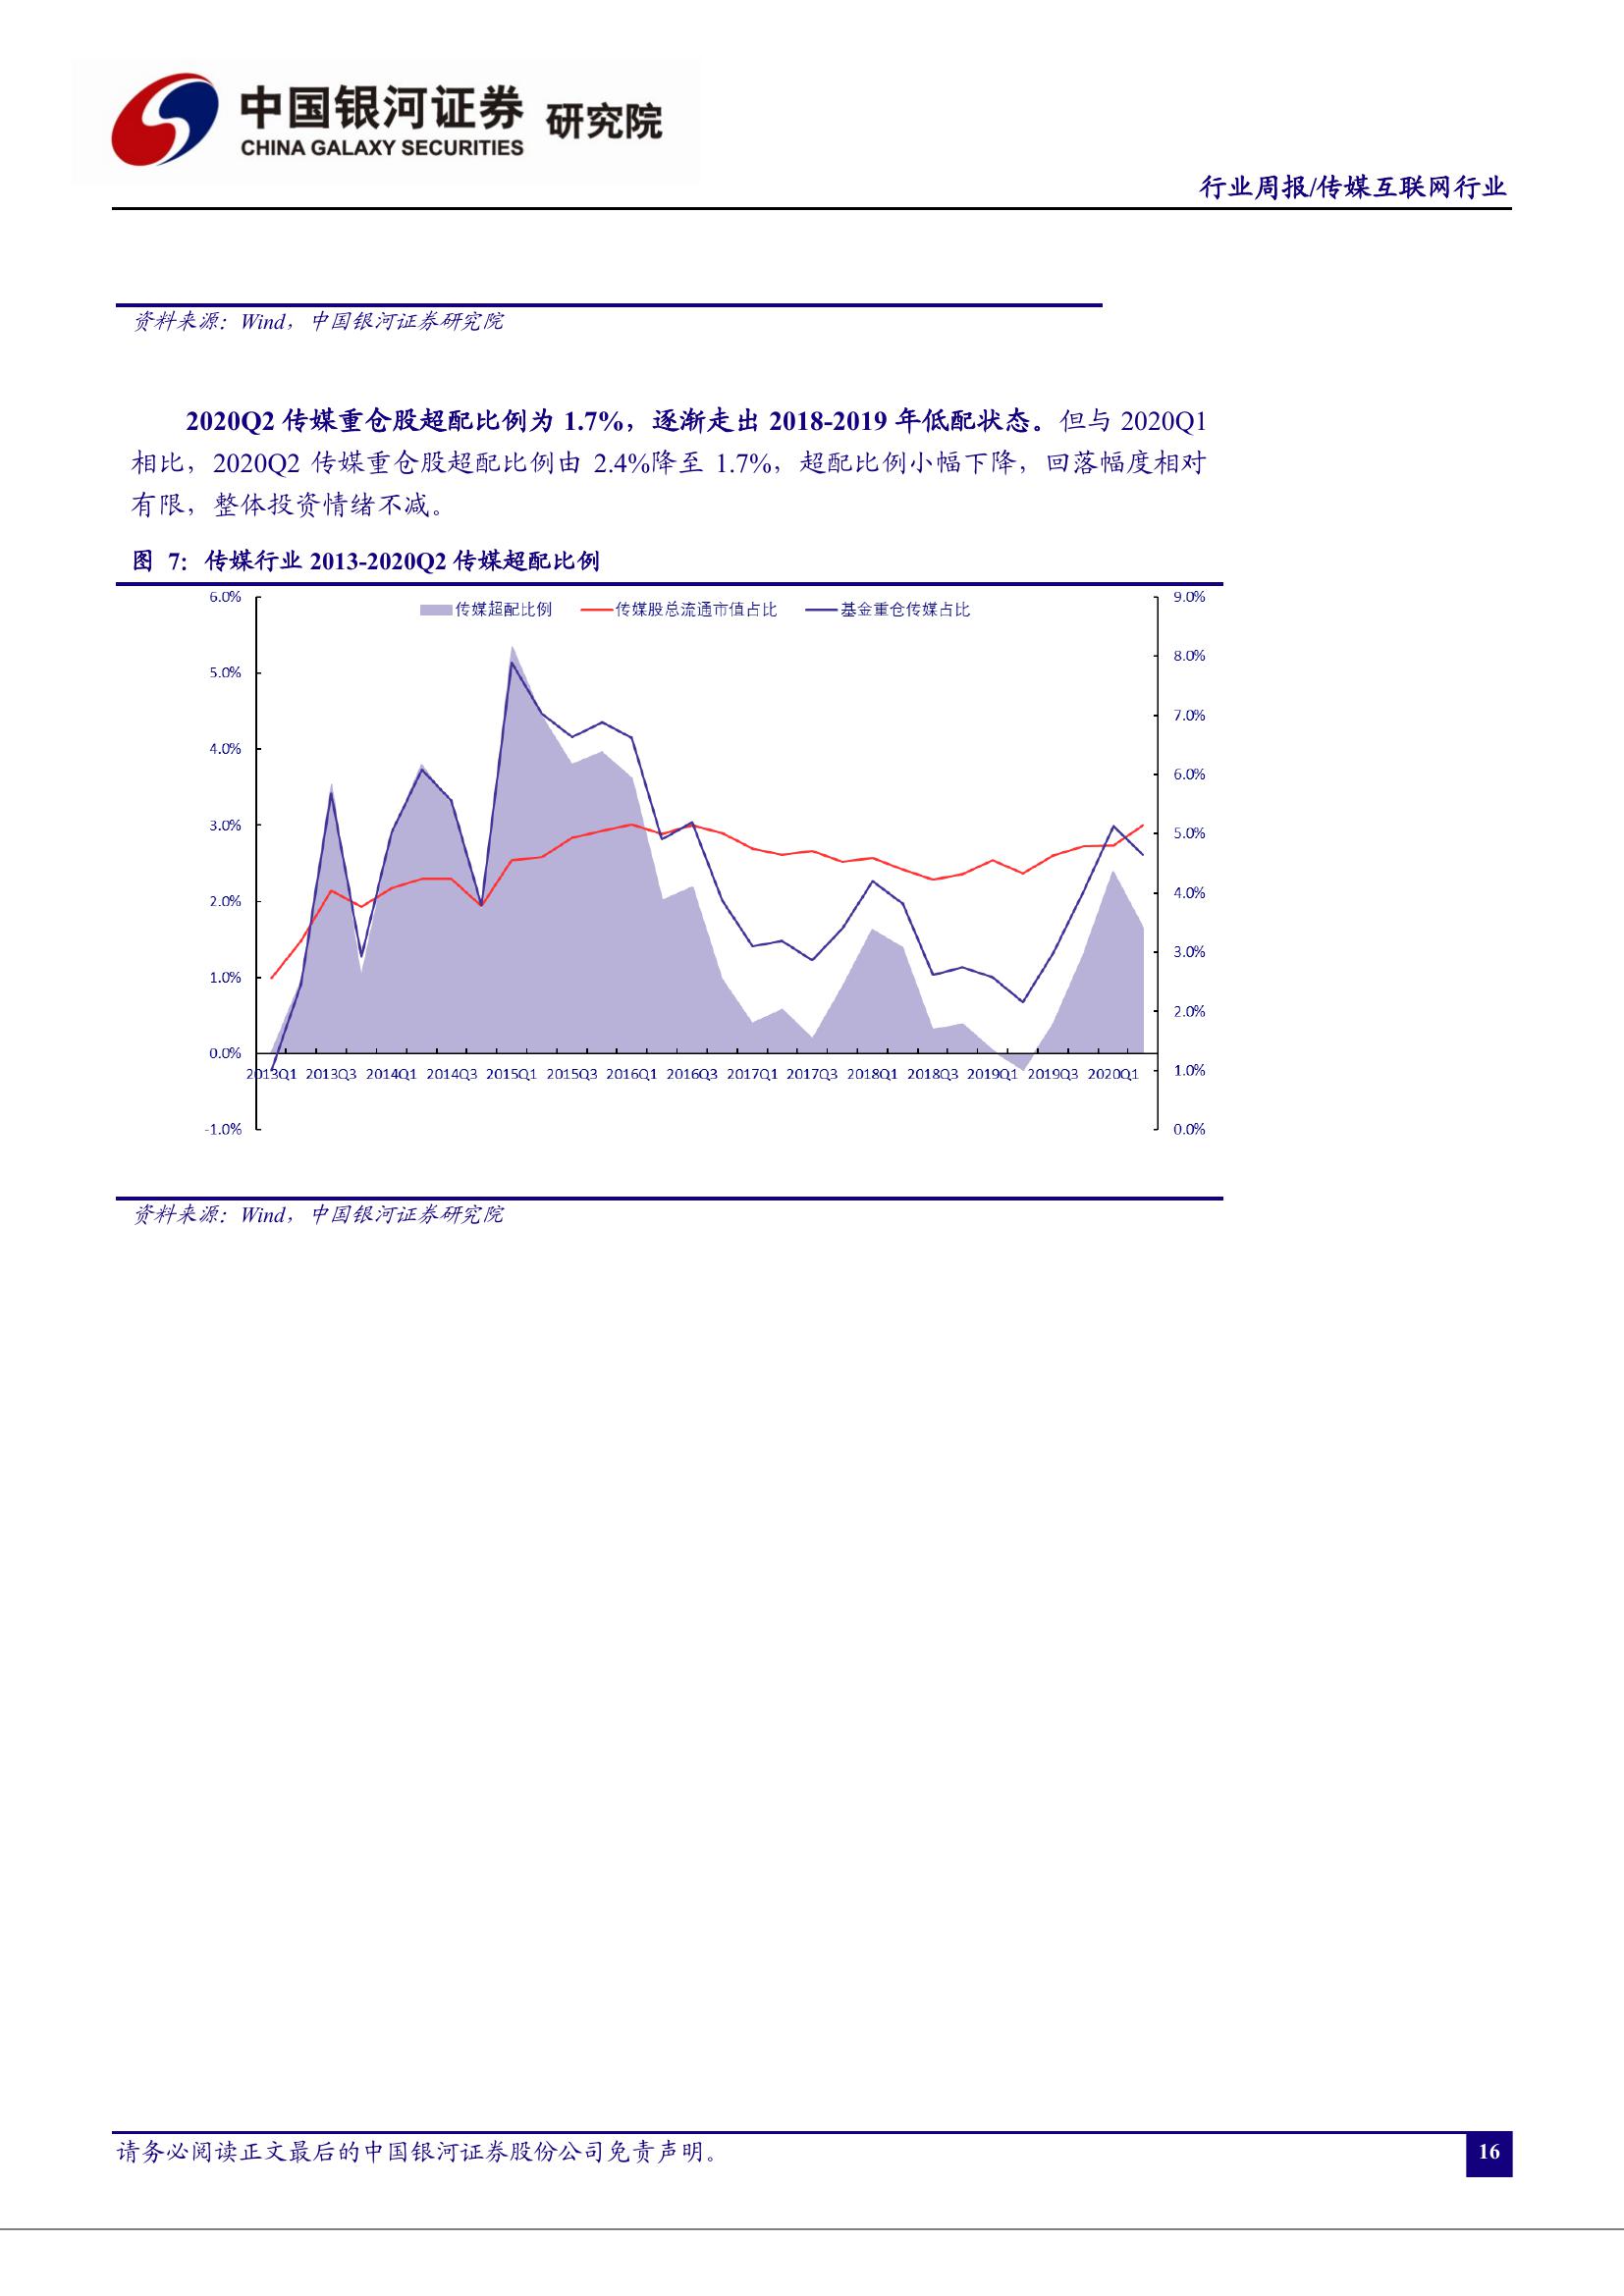 中国银河证券 研究院
CHINA GALAXY SECURITIES
行业周报/传媒互联网行业
资料来源：Wind，中国银河证券研究院
2020Q2 传媒重仓股超配比例为 1.7%，逐渐走出 2018-2019 年低配状态。但与 2020Q1
相比，2020Q2 传媒重仓股超配比例由 2.4%降至 1.7%，超配比例小幅下降，回落幅度相对
有限，整体投资情绪不减。
图 7：传媒行业 2013-2020Q2 传媒超配比例
传媒超配比例 传媒股总流通市值占比 基金重仓传媒占比
6.0%
5.0%
4.0%
3.0%
2.0%
1.0%
0.0%
-1.0%
9.0%
8.0%
7.0%
6.0%
5.0%
4.0%
3.0%
2.0%
1.0%
0.0%
2013Q1 2013Q3 2014Q1 2014Q3 2015Q1 2015Q3 2016Q1 2016Q3 2017Q1 2017Q3 2018Q1 2018Q3 2019Q1 2019Q3 2020Q1
资料来源：Wind，中国银河证券研究院
请务必阅读正文最后的中国银河证券股份公司免责声明。
16